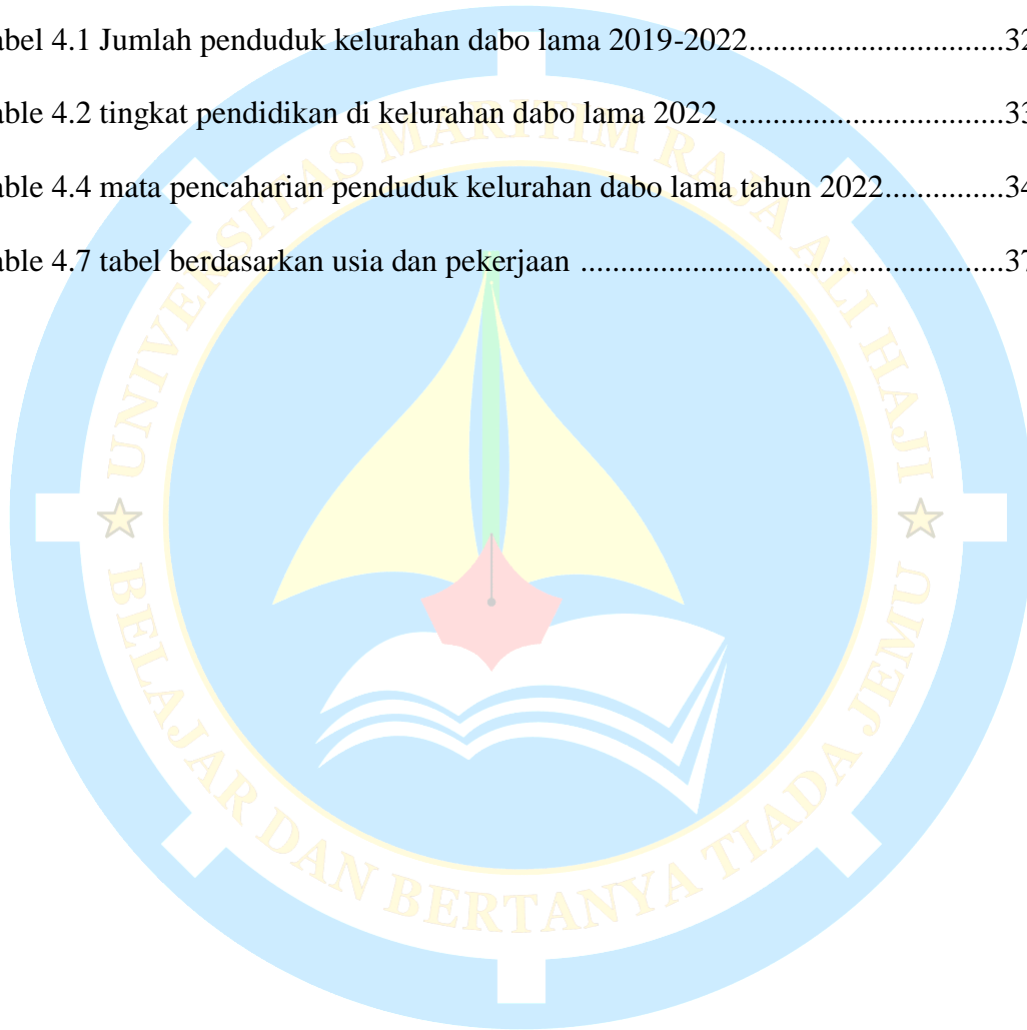 abel 4.1 Jumlah penduduk kelurahan dabo lama 2019-2022..................................32
able 4.2 tingkat pendidikan di kelurahan dabo lama 2022 .....................................33
able 4.4 mata pencaharian penduduk kelurahan dabo lama tahun 2022...............34
able 4.7 tabel berdasarkan usia dan pekerjaan .......................................................37
UNIVERSITAS MARITIM RAJA ALI HAJI
BELAJAR DAN BERTANYA TIADA JEMU